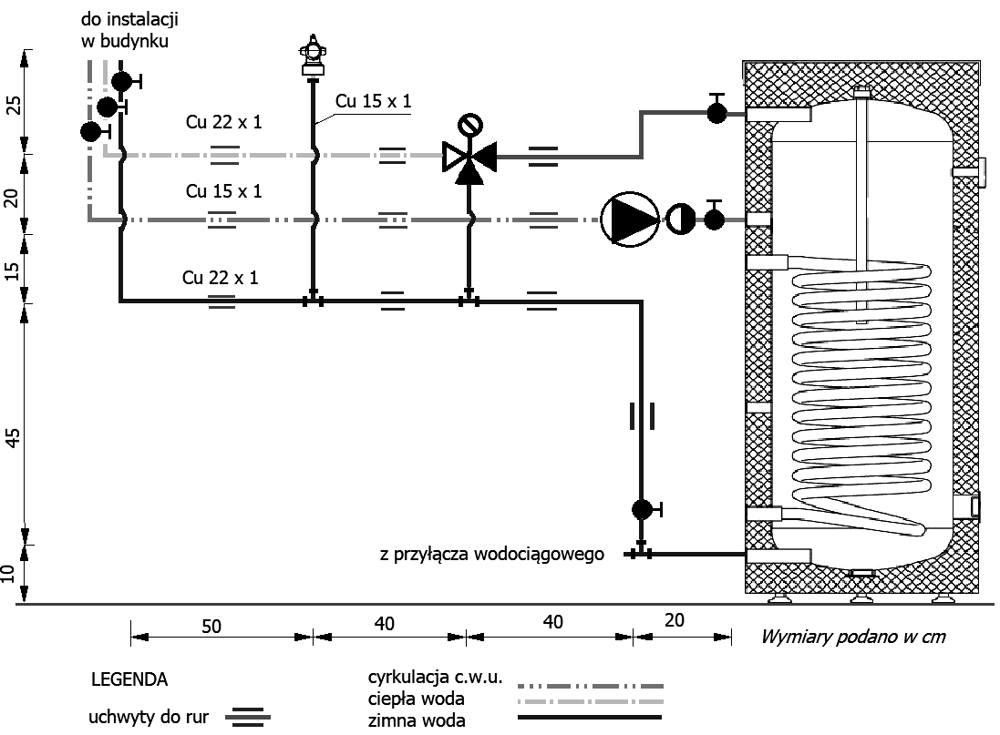 do instalacji
w budynku
Cu 15 x 1
Cu 22 x 1
Cu 15 x 1
Cu 22 x 1
25
20
15
45
10
z przyłącza wodociągowego
50
40
40
20
Wymiary podano w cm
LEGENDA
uchwyty do rur
cyrkulacja c.w.u.
ciepła woda
zimna woda